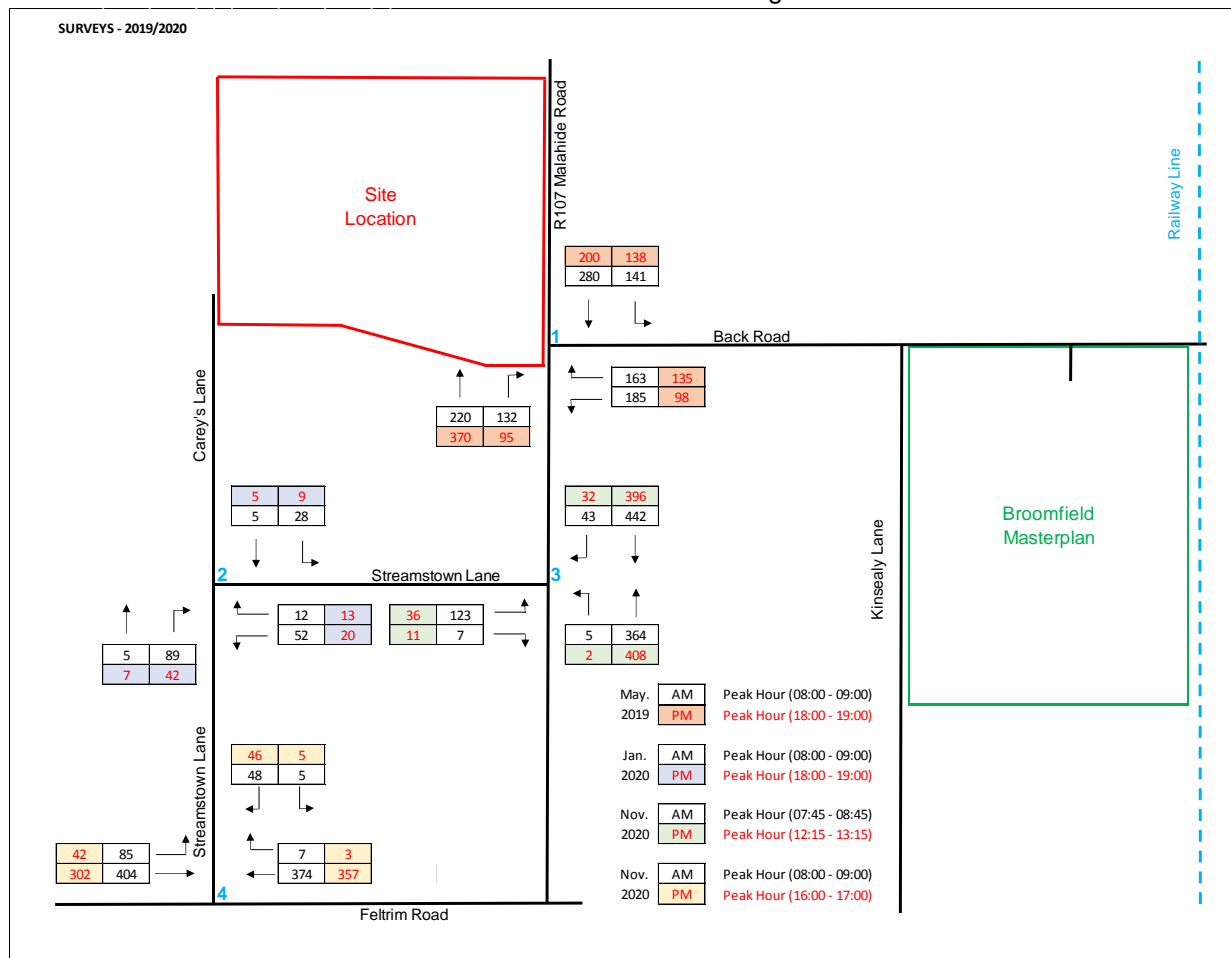 SURVEYS - 2019/2020
R107 Malahide Road
Railway Line
Site
Location
200 138
280 141
1
Back Road
163 135
185 98
220 132
370 95
Carey's Lane
5 9
5 28
32 396
43 442
Kinsealy Lane
Broomfield
Masterplan
2
Streamstown Lane
3
12 13
52 20
36 123
11 7
5 364
2 408
5 89
7 42
May. AM Peak Hour (08:00 - 09:00)
2019 PM Peak Hour (18:00 - 19:00)
Jan. AM Peak Hour (08:00 - 09:00)
2020 PM Peak Hour (18:00 - 19:00)
Nov. AM Peak Hour (07:45 - 08:45)
2020 PM Peak Hour (12:15 - 13:15)
Nov. AM Peak Hour (08:00 - 09:00)
2020 PM Peak Hour (16:00 - 17:00)
Streamstown Lane
46 5
48 5
42 85
302 404
7 3
374 357
4
Feltrim Road